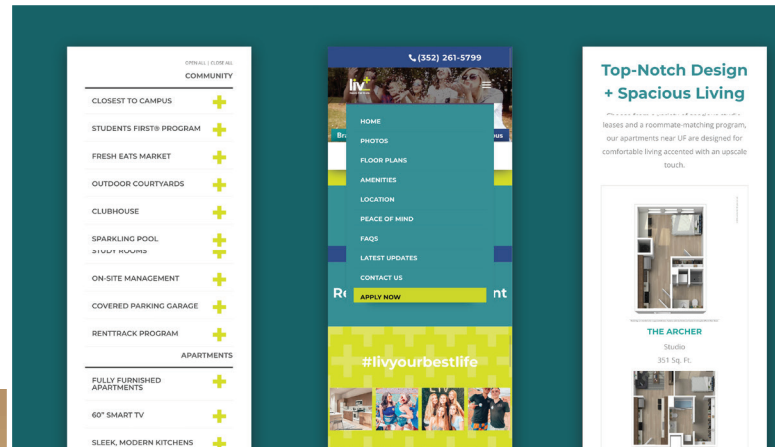 OPEN ALL | CLOSE ALL
COMMUNITY
CLOSEST TO CAMPUS
STUDENTS FIRST® PROGRAM
FRESH EATS MARKET
OUTDOOR COURTYARDS
CLUBHOUSE
SPARKLING POOL
STUDY ROOMS
ON-SITE MANAGEMENT
COVERED PARKING GARAGE
RENTTRACK PROGRAM
APARTMENTS
FULLY FURNISHED
APARTMENTS
60" SMART TV
SLEEK, MODERN KITCHENS
(352) 261-5799
liv+
HOME
PHOTOS
FLOOR PLANS
AMENITIES
LOCATION
PEACE OF MIND
FAQS
LATEST UPDATES
CONTACT US
APPLY NOW
#livyourbestlife
Top-Notch Design
+ Spacious Living
leases and a roommate-matching program,
our apartments near UF are designed for
comfortable living accented with an upscale
touch.
THE ARCHER
Studio
351 Sq. Ft.